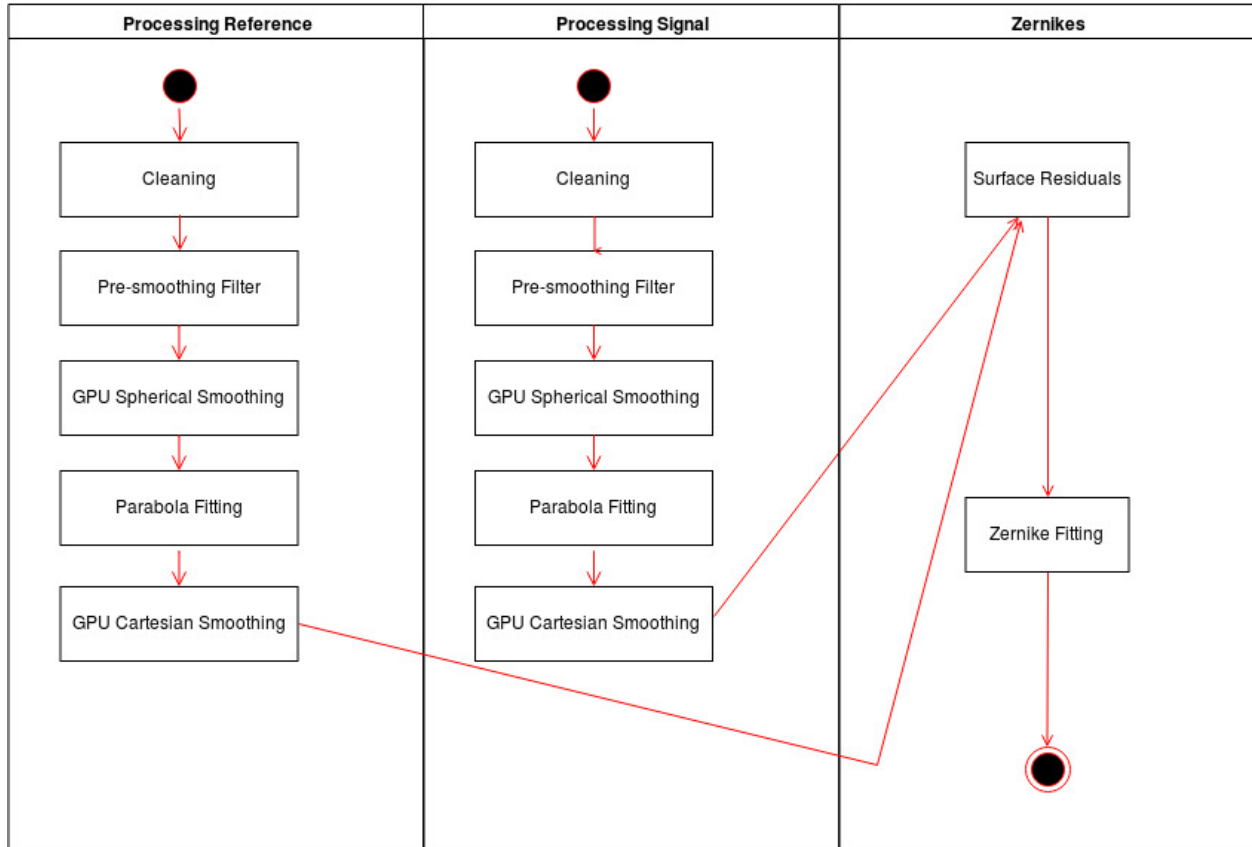 Processing Reference
Processing Signal
Zernikes
Cleaning
Pre-smoothing Filter
GPU Spherical Smoothing
Parabola Fitting
GPU Cartesian Smoothing
Cleaning
Pre-smoothing Filter
GPU Spherical Smoothing
Parabola Fitting
GPU Cartesian Smoothing
Surface Residuals
Zernike Fitting